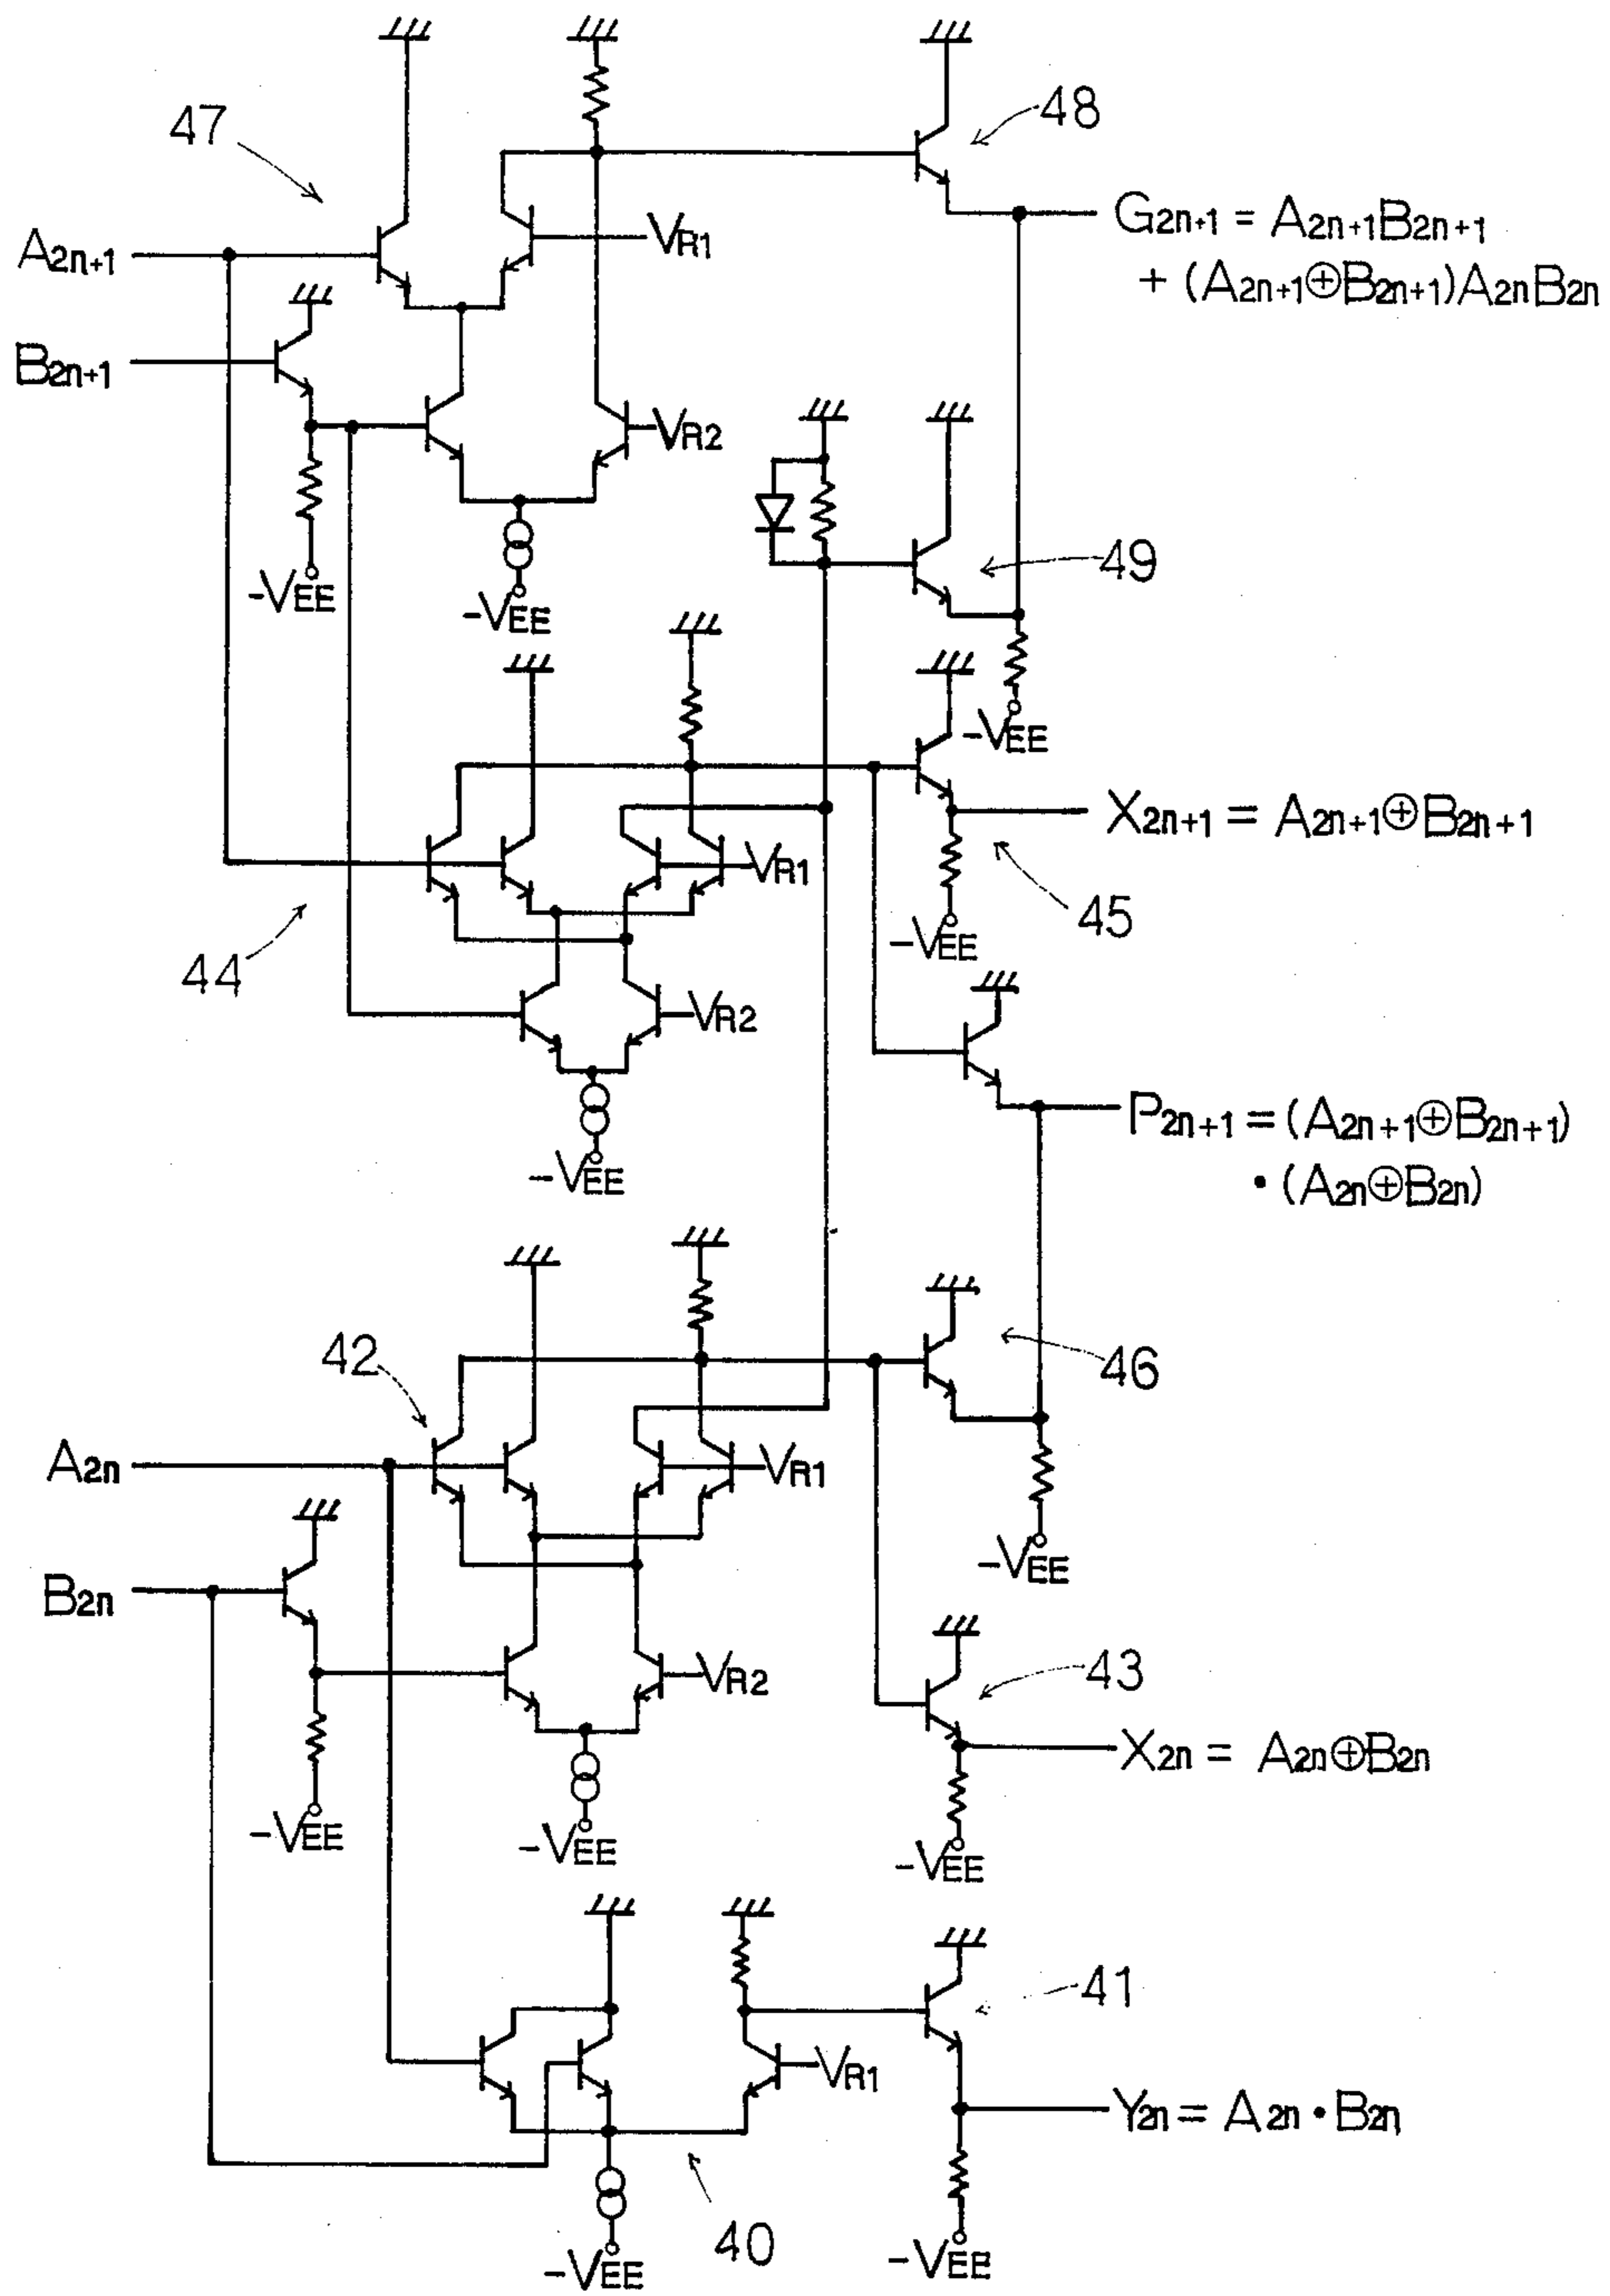 47
48
A2n+1
VR1
G2n+1 = A2n+1B2n+1
+ (A2n+1⊕B2n+1)A2nB2n
B2n+1
VR2
49
-VEE
-VEE
-VEE
X2n+1 = A2n+1⊕B2n+1
VR1
45
-VEE
44
VR2
P2n+1 = (A2n+1⊕B2n+1)
• (A2n⊕B2n)
-VEE
42
46
A2n
VR1
-VEE
B2n
VR2
43
X2n = A2n⊕B2n
-VEE
-VEE
-VEE
41
VR1
Y2n = A2n • B2n
40
-VEE
-VEE